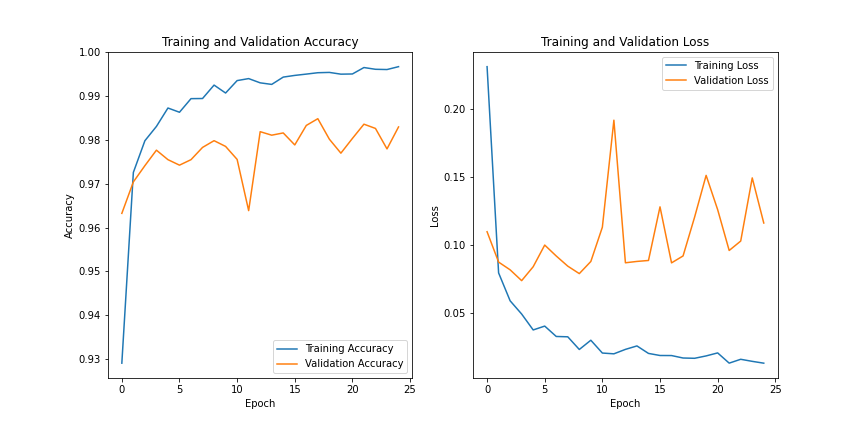 Training and Validation Accuracy
1.00
0.99
0.98
0.97
0.96
0.95
0.94
0.93
Accuracy
Training Accuracy
Validation Accuracy
0 5 10 15 20 25
Epoch
Training and Validation Loss
Training Loss
Validation Loss
0.20
0.15
0.10
0.05
Loss
0 5 10 15 20 25
Epoch